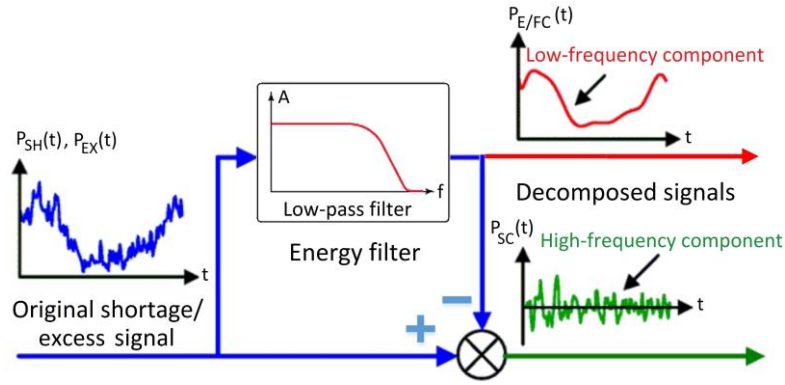 P_E/FC (t)
Low-frequency component
t
A
f
Low-pass filter
Energy filter
P_SH(t), P_EX(t)
t
Original shortage/
excess signal
Decomposed signals
P_SC(t)
High-frequency component
t
−
+